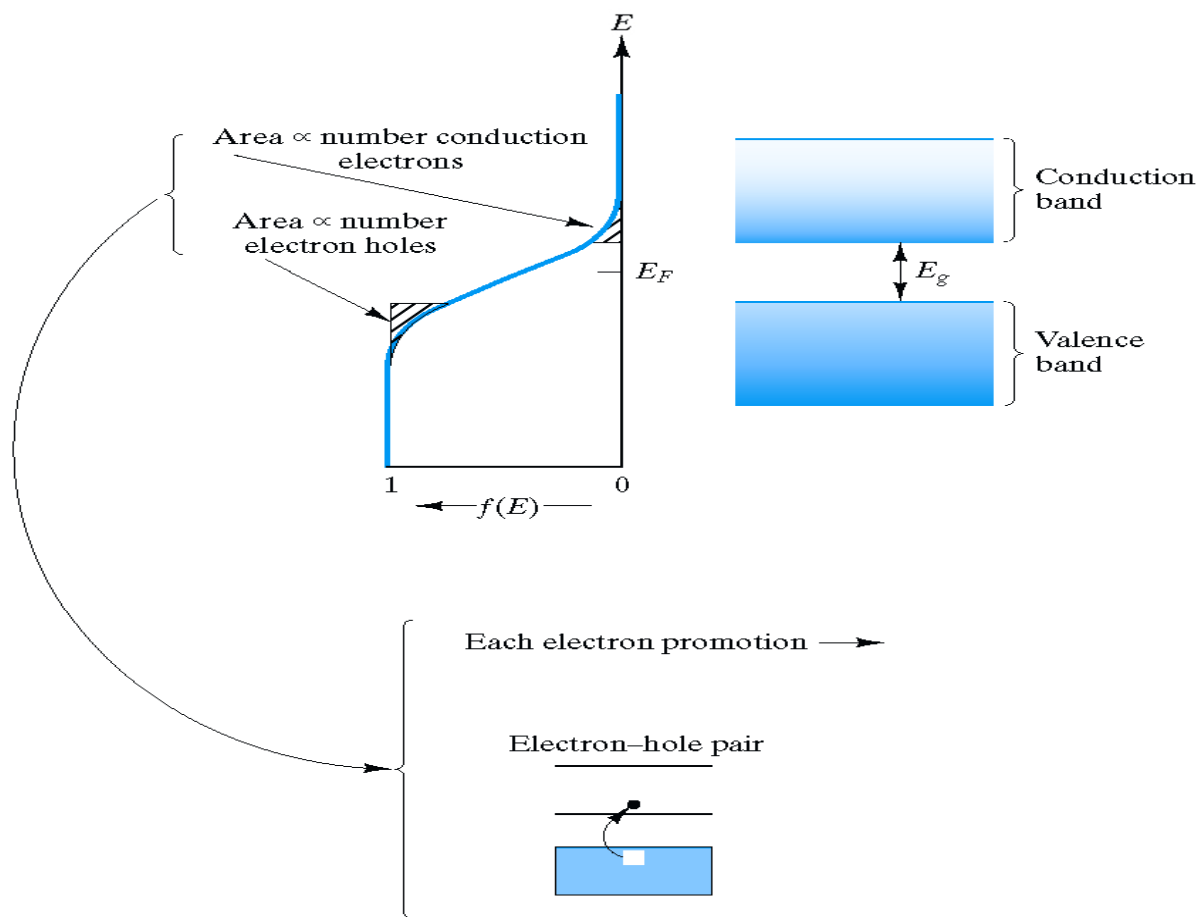 E
Area ∝ number conduction
electrons
Area ∝ number
electron holes
Conduction
band
E_F
E_g
Valence
band
1
0
f(E)
Each electron promotion
Electron–hole pair